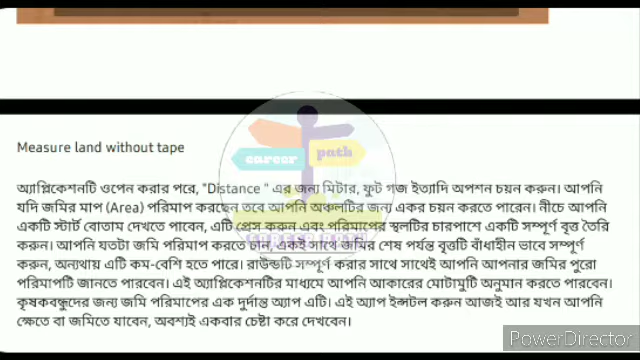 Measure land without tape
অ্যাপ্লিকেশনটি ওপেন করার পরে, "Distance " এর জন্য মিটার, ফুট গজ ইত্যাদি অপশন চয়ন করুন। আপনি
যদি জমির মাপ (Area) পরিমাপ করছেন তবে আপনি অঞ্চলটির জন্য একর চয়ন করতে পারেন। নীচে আপনি
একটি স্টার্ট বোতাম দেখতে পাবেন, এটি প্রেস করুন এবং পরিমাপের স্থলটির চারপাশে একটি সম্পূর্ণ বৃত্ত তৈরি
করুন। আপনি যতটা জমি পরিমাপ করতে চান, একই সাথে জমির শেষ পর্যন্ত বৃত্তটি বাঁধাহীন ভাবে সম্পূর্ণ
করুন, অন্যথায় এটি কম-বেশি হতে পারে। রাউন্ডটি সম্পূর্ণ করার সাথে সাথেই আপনি আপনার জমির পুরো
পরিমাপটি জানতে পারবেন। এই অ্যাপ্লিকেশনটির মাধ্যমে আপনি আকারের মোটামুটি অনুমান করতে পারবেন।
কৃষকবন্ধুদের জন্য জমি পরিমাপের এক দুর্দান্ত অ্যাপ এটি। এই অ্যাপ ইন্সটল করুন আজই আর যখন আপনি
ক্ষেতে বা জমিতে যাবেন, অবশ্যই একবার চেষ্টা করে দেখবেন।
career path
CAREER PATH
PowerDirector